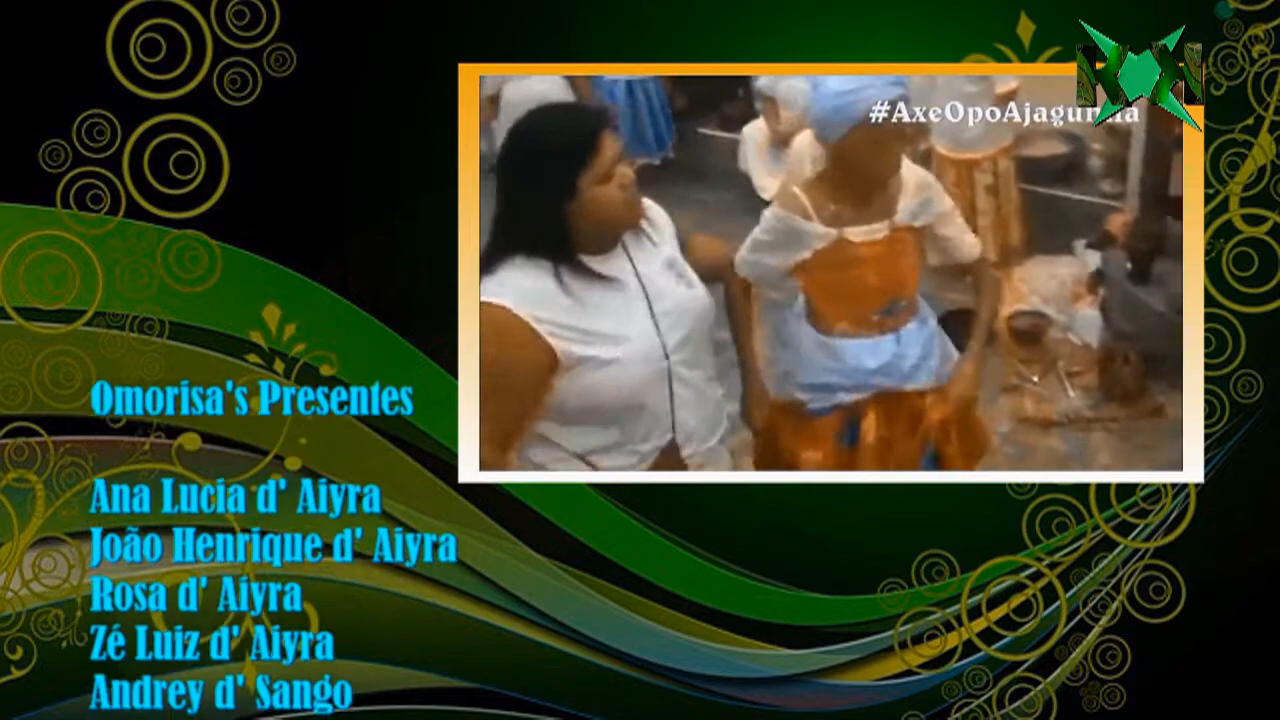 #AxeOpoAjagunna
Omorisa's Presentes
Ana Lucia d' Aiyra
João Henrique d' Aiyra
Rosa d' Aiyra
Zé Luiz d' Aiyra
Andrey d' Sango